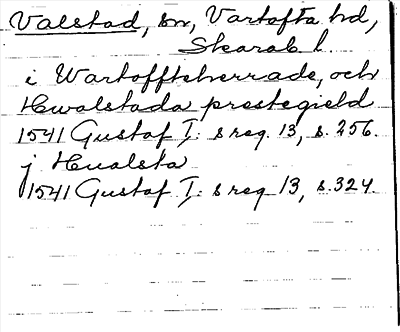 Valstad, sn, Vartofta hd,
Skarab l.
i Wartoffteherrade, och
Hwalstada prestegield
1541 Gustaf I: s reg. 13, s. 256.
j Hualsta
1541 Gustaf I: s reg 13, s. 324.